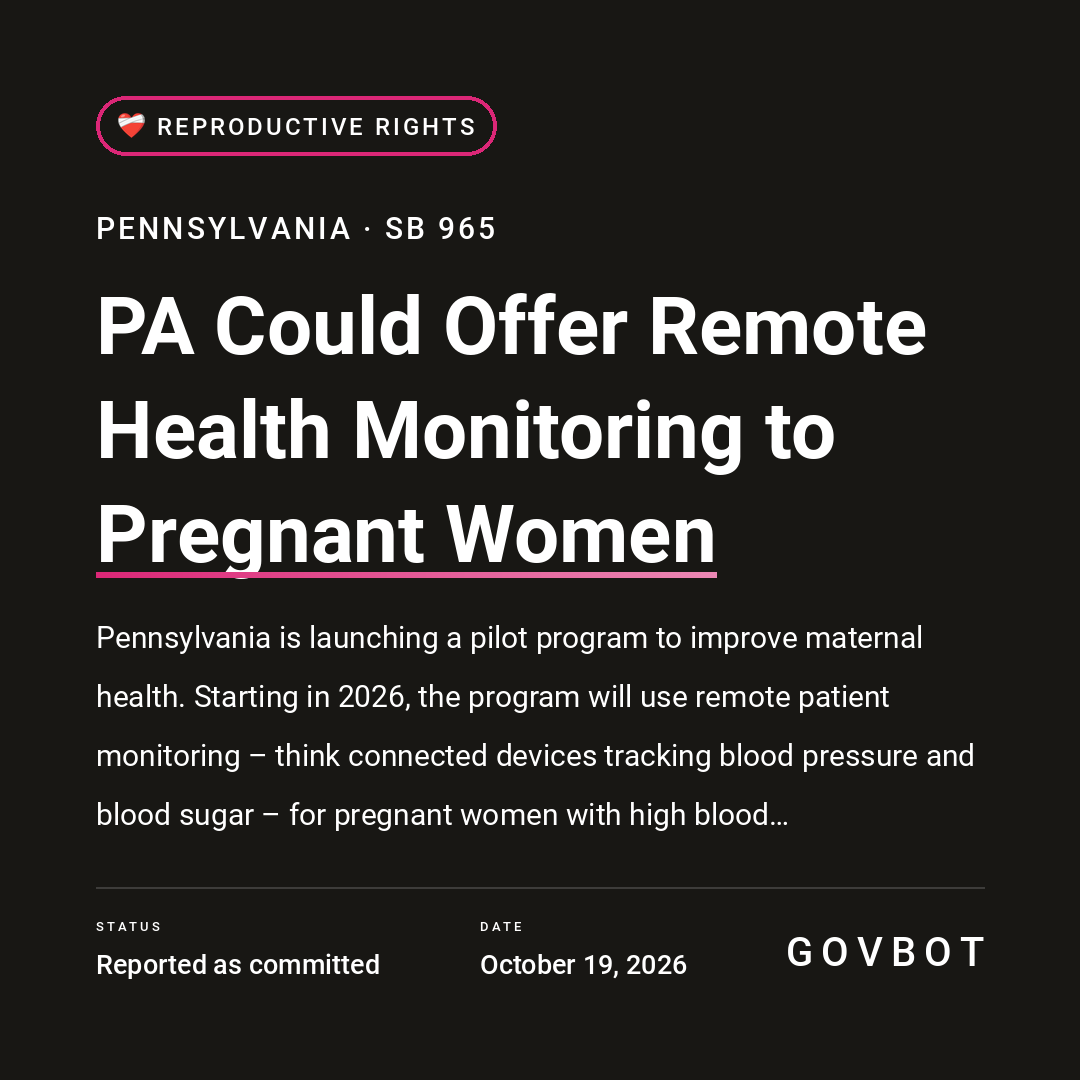 ❤️‍🩹 REPRODUCTIVE RIGHTS
PENNSYLVANIA · SB 965
PA Could Offer Remote
Health Monitoring to
Pregnant Women
Pennsylvania is launching a pilot program to improve maternal
health. Starting in 2026, the program will use remote patient
monitoring – think connected devices tracking blood pressure and
blood sugar – for pregnant women with high blood…
STATUS
Reported as committed
DATE
October 19, 2026
GOVBOT